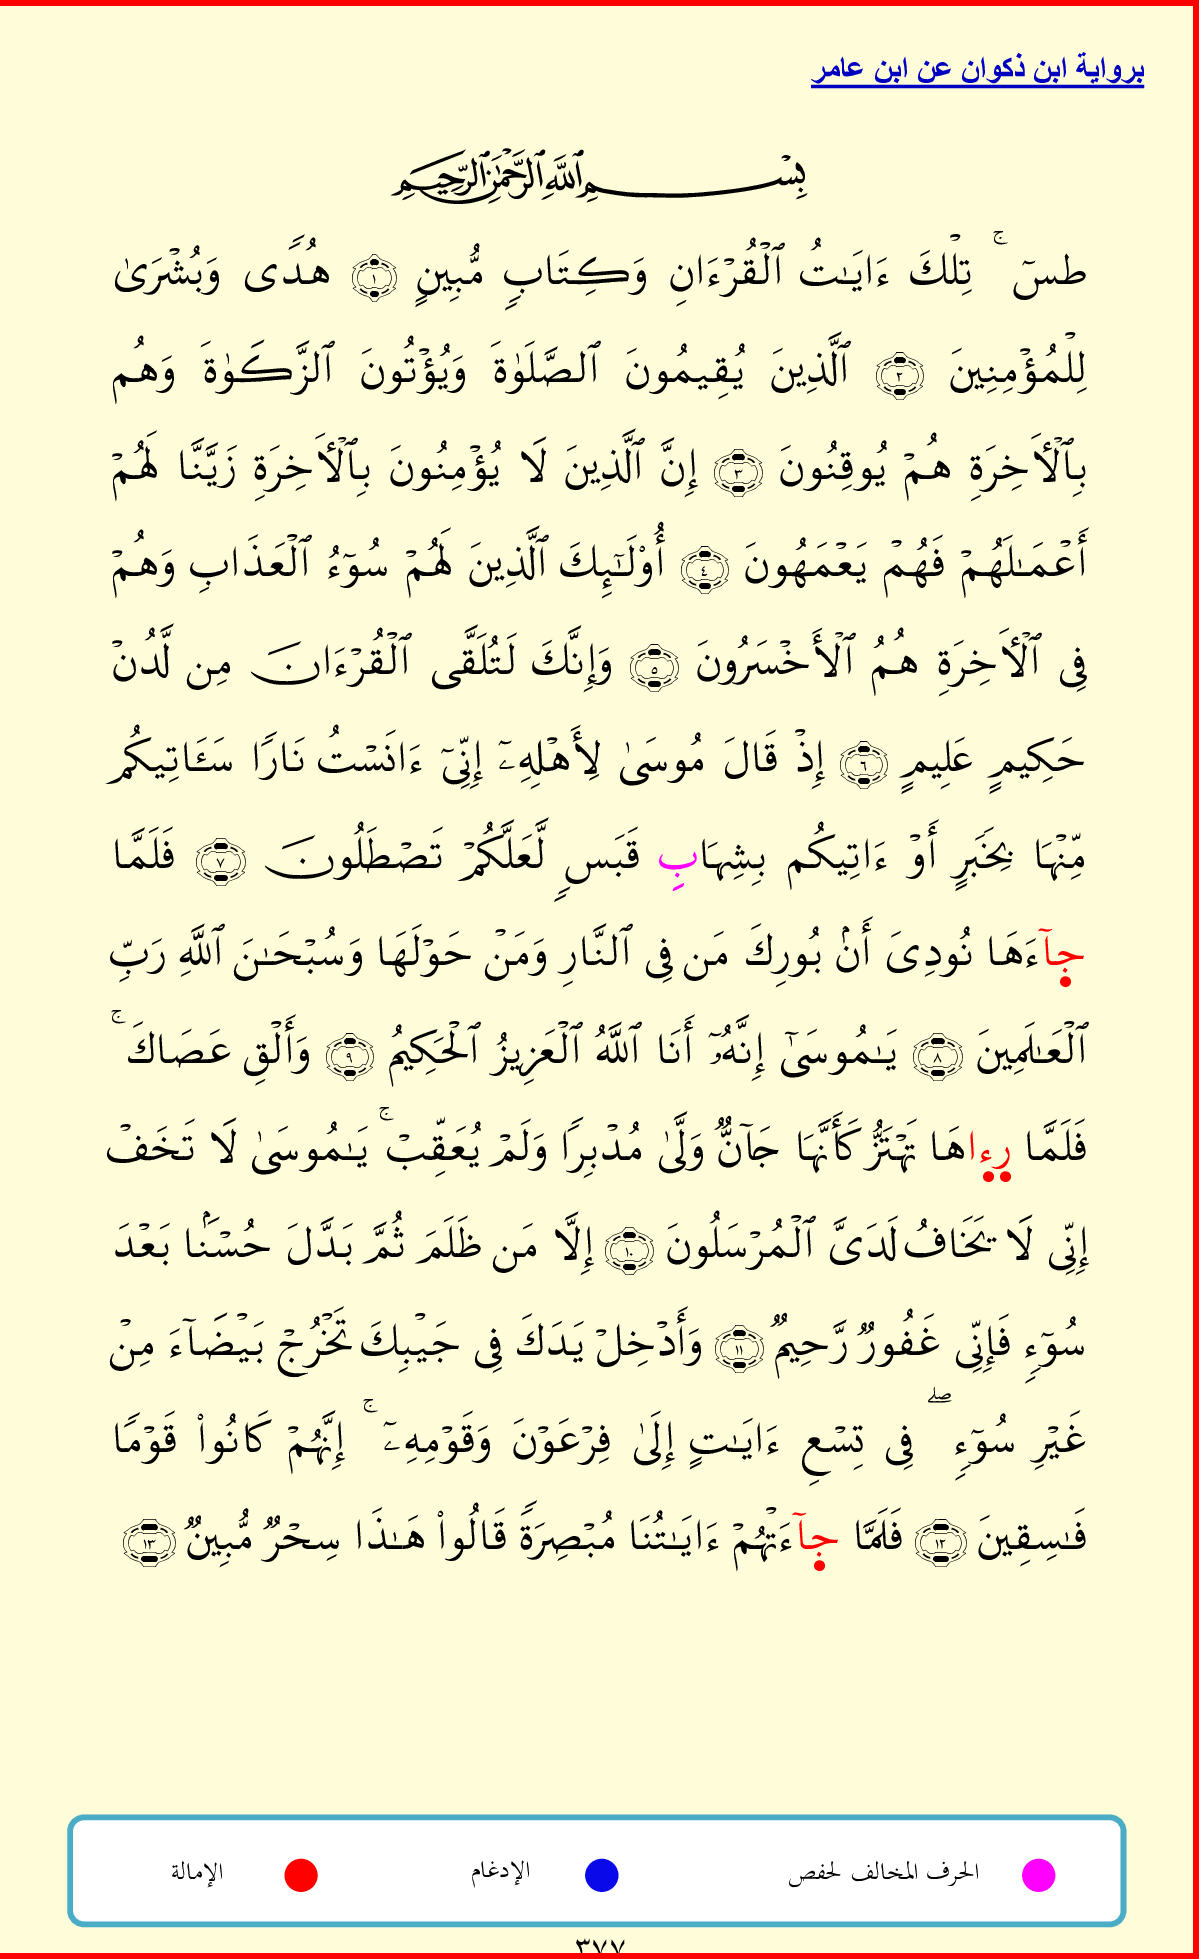 برواية ابن ذكوان عن ابن عامر
بِسْمِ ٱللَّهِ ٱلرَّحْمَٰنِ ٱلرَّحِيمِ
طسٓ ۚ تِلْكَ ءَايَـٰتُ ٱلْقُرْءَانِ وَكِتَابٍ مُّبِينٍ ١ هُدًى وَبُشْرَىٰ
لِلْمُؤْمِنِينَ ٢ ٱلَّذِينَ يُقِيمُونَ ٱلصَّلَوٰةَ وَيُؤْتُونَ ٱلزَّكَوٰةَ وَهُم
بِٱلْأَخِرَةِ هُمْ يُوقِنُونَ ٣ إِنَّ ٱلَّذِينَ لَا يُؤْمِنُونَ بِٱلْأَخِرَةِ زَيَّنَّا لَهُمْ
أَعْمَـٰلَهُمْ فَهُمْ يَعْمَهُونَ ٤ أُوْلَـٰٓئِكَ ٱلَّذِينَ لَهُمْ سُوٓءُ ٱلْعَذَابِ وَهُمْ
فِى ٱلْأَخِرَةِ هُمُ ٱلْأَخْسَرُونَ ٥ وَإِنَّكَ لَتُلَقَّى ٱلْقُرْءَانَ مِن لَّدُنْ
حَكِيمٍ عَلِيمٍ ٦ إِذْ قَالَ مُوسَىٰ لِأَهْلِهِۦٓ إِنِّىٓ ءَانَسْتُ نَارًا سَـَٔاتِيكُم
مِّنْهَا بِخَبَرٍ أَوْ ءَاتِيكُم بِشِهَابِ قَبَسٍ لَّعَلَّكُمْ تَصْطَلُونَ ٧ فَلَمَّا
جآءَهَا نُودِىَ أَنۢ بُورِكَ مَن فِى ٱلنَّارِ وَمَنْ حَوْلَهَا وَسُبْحَـٰنَ ٱللَّهِ رَبِّ
ٱلْعَـٰلَمِينَ ٨ يَـٰمُوسَىٰٓ إِنَّهُۥٓ أَنَا ٱللَّهُ ٱلْعَزِيزُ ٱلْحَكِيمُ ٩ وَأَلْقِ عَصَاكَ ۚ
فَلَمَّا رءاهَا تَهْتَزُّ كَأَنَّهَا جَآنٌّ وَلَّىٰ مُدْبِرًا وَلَمْ يُعَقِّبْ ۚ يَـٰمُوسَىٰ لَا تَخَفْ
إِنِّى لَا يَخَافُ لَدَىَّ ٱلْمُرْسَلُونَ ١٠ إِلَّا مَن ظَلَمَ ثُمَّ بَدَّلَ حُسْنَۢا بَعْدَ
سُوٓءٍ فَإِنِّى غَفُورٌ رَّحِيمٌ ١١ وَأَدْخِلْ يَدَكَ فِى جَيْبِكَ تَخْرُجْ بَيْضَآءَ مِنْ
غَيْرِ سُوٓءٍ ۖ فِى تِسْعِ ءَايَـٰتٍ إِلَىٰ فِرْعَوْنَ وَقَوْمِهِۦٓ ۚ إِنَّهُمْ كَانُوا۟ قَوْمًا
فَـٰسِقِينَ ١٢ فَلَمَّا جآءَتْهُمْ ءَايَـٰتُنَا مُبْصِرَةً قَالُوا۟ هَـٰذَا سِحْرٌ مُّبِينٌ ١٣
الحرف المخالف لحفص الإدغام الإمالة
٣٧٧